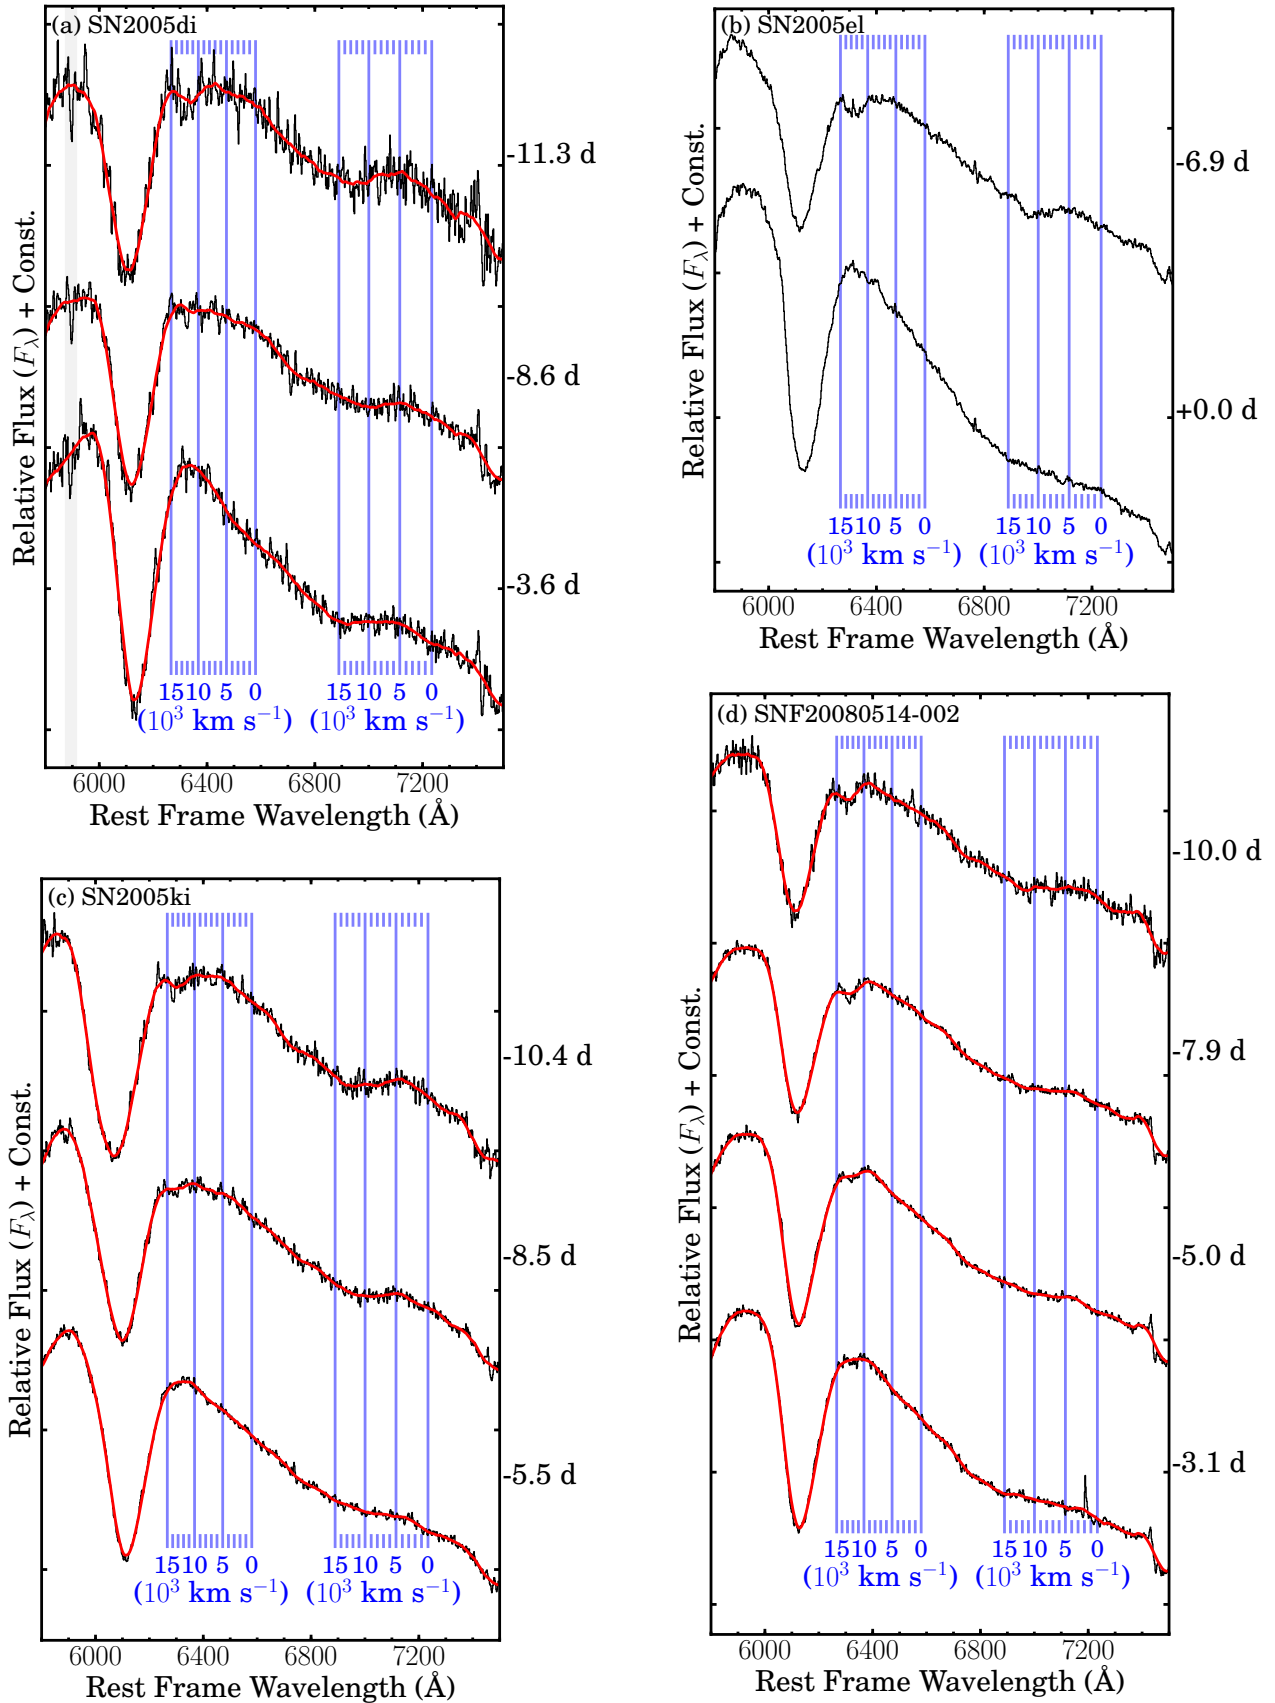 (a) SN2005di
Relative Flux (F_λ) + Const.
-11.3 d
-8.6 d
-3.6 d
15 10 5 0 15 10 5 0
(10³ km s⁻¹) (10³ km s⁻¹)
6000 6400 6800 7200
Rest Frame Wavelength (Å)
(b) SN2005el
Relative Flux (F_λ) + Const.
-6.9 d
+0.0 d
15 10 5 0 15 10 5 0
(10³ km s⁻¹) (10³ km s⁻¹)
6000 6400 6800 7200
Rest Frame Wavelength (Å)
(c) SN2005ki
Relative Flux (F_λ) + Const.
-10.4 d
-8.5 d
-5.5 d
15 10 5 0 15 10 5 0
(10³ km s⁻¹) (10³ km s⁻¹)
6000 6400 6800 7200
Rest Frame Wavelength (Å)
(d) SNF20080514-002
Relative Flux (F_λ) + Const.
-10.0 d
-7.9 d
-5.0 d
-3.1 d
15 10 5 0 15 10 5 0
(10³ km s⁻¹) (10³ km s⁻¹)
6000 6400 6800 7200
Rest Frame Wavelength (Å)